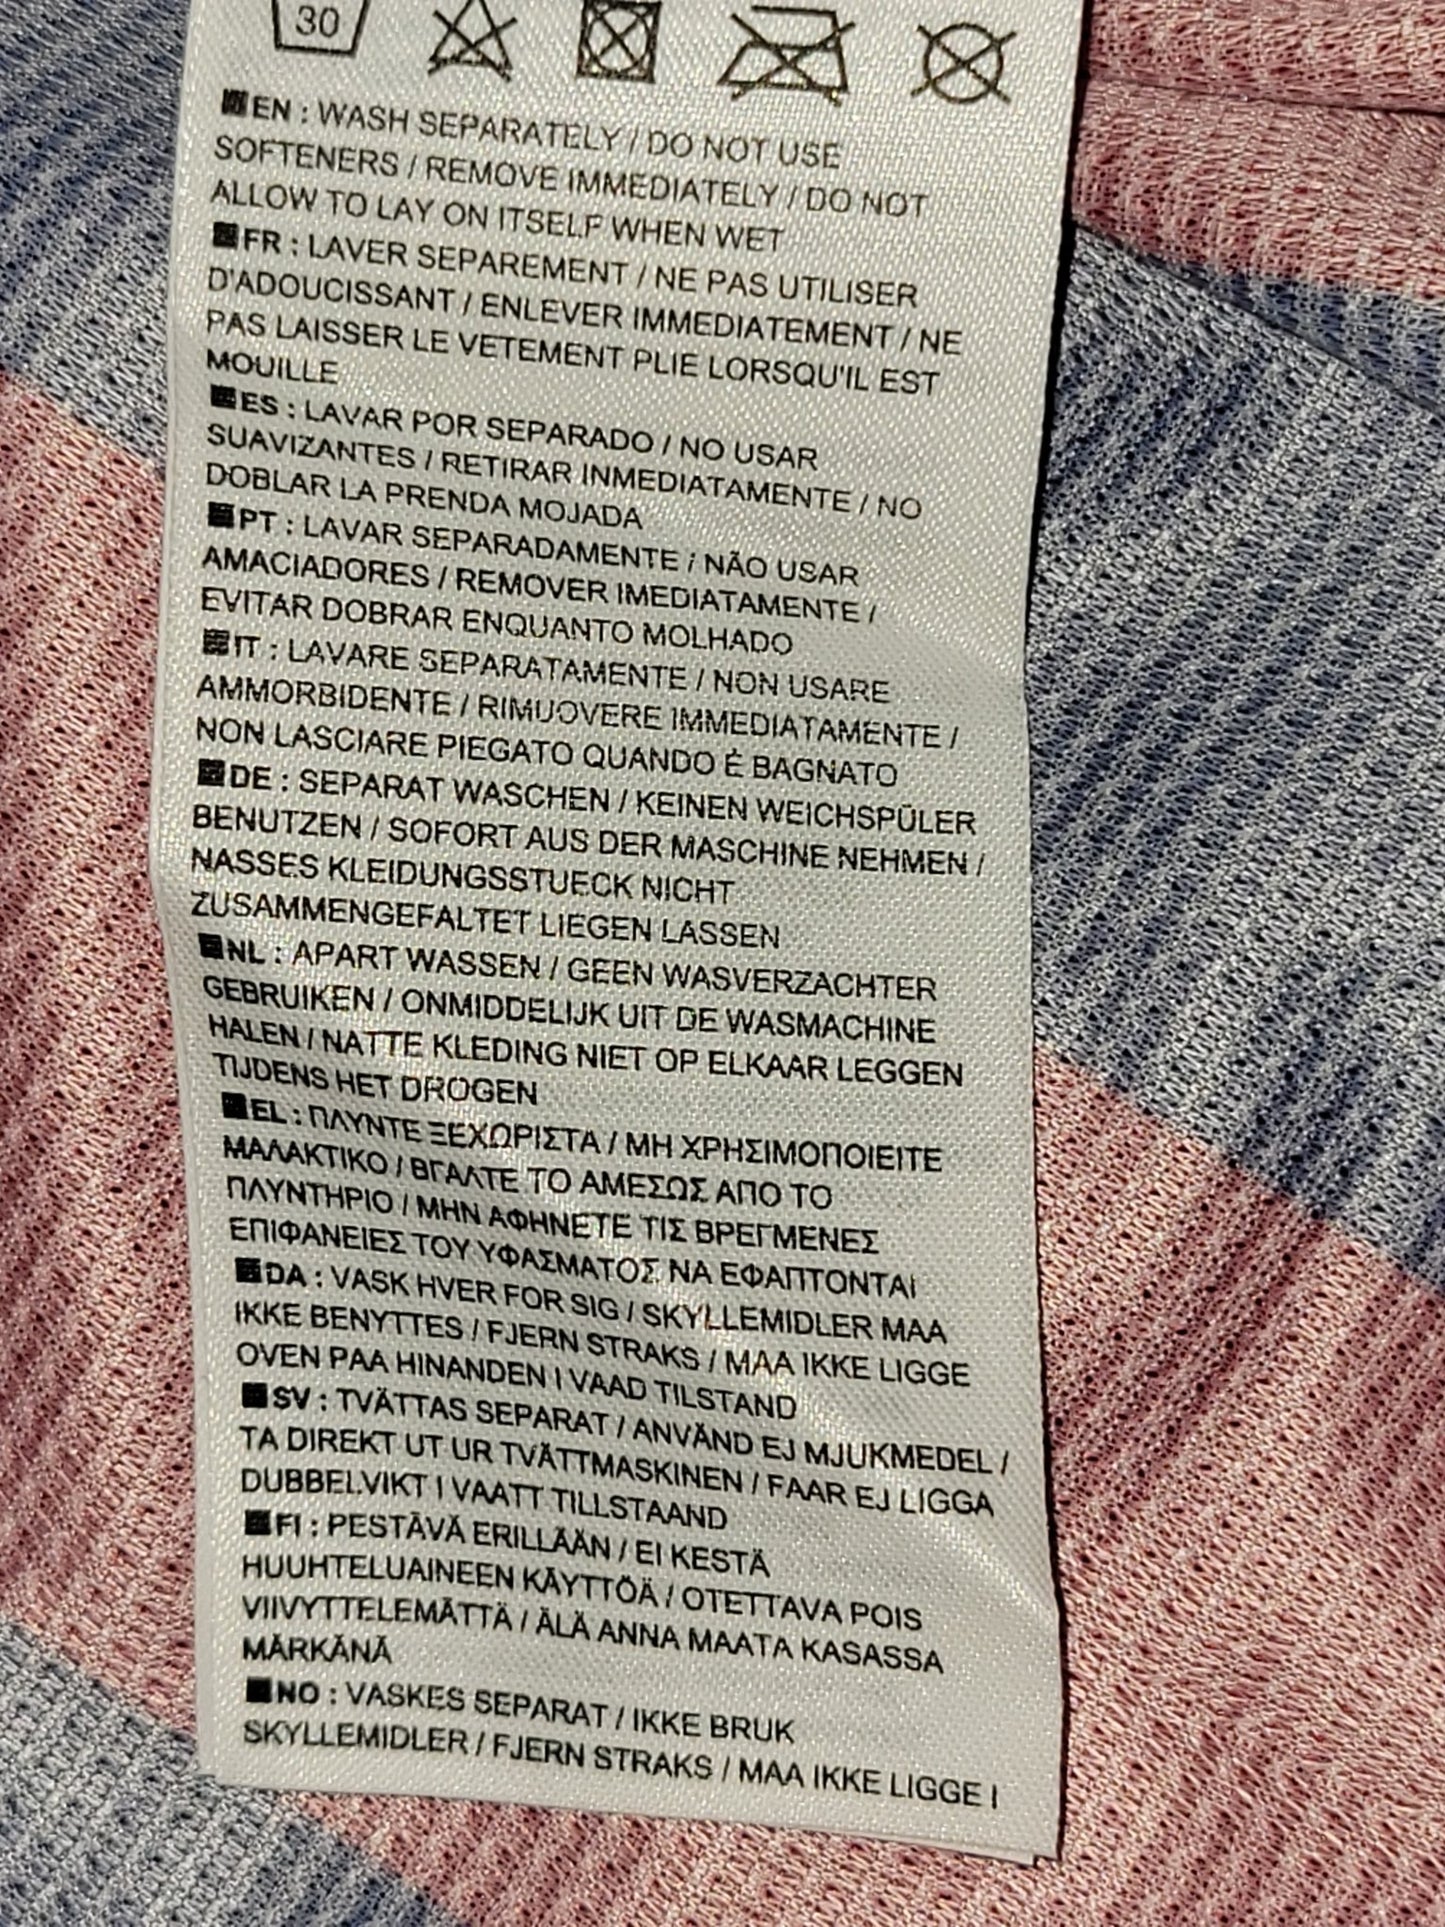 30
EN : WASH SEPARATELY / DO NOT USE
SOFTENERS / REMOVE IMMEDIATELY / DO NOT
ALLOW TO LAY ON ITSELF WHEN WET
FR : LAVER SEPAREMENT / NE PAS UTILISER
D'ADOUCISSANT / ENLEVER IMMEDIATEMENT / NE
PAS LAISSER LE VETEMENT PLIE LORSQU'IL EST
MOUILLE
ES : LAVAR POR SEPARADO / NO USAR
SUAVIZANTES / RETIRAR INMEDIATAMENTE / NO
DOBLAR LA PRENDA MOJADA
PT : LAVAR SEPARADAMENTE / NÃO USAR
AMACIADORES / REMOVER IMEDIATAMENTE /
EVITAR DOBRAR ENQUANTO MOLHADO
IT : LAVARE SEPARATAMENTE / NON USARE
AMMORBIDENTE / RIMUOVERE IMMEDIATAMENTE /
NON LASCIARE PIEGATO QUANDO È BAGNATO
DE : SEPARAT WASCHEN / KEINEN WEICHSPÜLER
BENUTZEN / SOFORT AUS DER MASCHINE NEHMEN /
NASSES KLEIDUNGSSTUECK NICHT
ZUSAMMENGEFALTET LIEGEN LASSEN
NL : APART WASSEN / GEEN WASVERZACHTER
GEBRUIKEN / ONMIDDELIJK UIT DE WASMACHINE
HALEN / NATTE KLEDING NIET OP ELKAAR LEGGEN
TIJDENS HET DROGEN
EL : ΠΛΥΝΤΕ ΞΕΧΩΡΙΣΤΑ / ΜΗ ΧΡΗΣΙΜΟΠΟΙΕΙΤΕ
ΜΑΛΑΚΤΙΚΟ / ΒΓΑΛΤΕ ΤΟ ΑΜΕΣΩΣ ΑΠΟ ΤΟ
ΠΛΥΝΤΗΡΙΟ / ΜΗΝ ΑΦΗΝΕΤΕ ΤΙΣ ΒΡΕΓΜΕΝΕΣ
ΕΠΙΦΑΝΕΙΕΣ ΤΟΥ ΥΦΑΣΜΑΤΟΣ ΝΑ ΕΦΑΠΤΟΝΤΑΙ
DA : VASK HVER FOR SIG / SKYLLEMIDLER MAA
IKKE BENYTTES / FJERN STRAKS / MAA IKKE LIGGE
OVEN PAA HINANDEN I VAAD TILSTAND
SV : TVÄTTAS SEPARAT / ANVÄND EJ MJUKMEDEL /
TA DIREKT UT UR TVÄTTMASKINEN / FAAR EJ LIGGA
DUBBELVIKT I VAATT TILLSTAAND
FI : PESTÄVÄ ERILLÄÄN / EI KESTÄ
HUUHTELUAINEEN KÄYTTÖÄ / OTETTAVA POIS
VIIVYTTELEMÄTTÄ / ÄLÄ ANNA MAATA KASASSA
MÄRKÄNÄ
NO : VASKES SEPARAT / IKKE BRUK
SKYLLEMIDLER / FJERN STRAKS / MAA IKKE LIGGE I